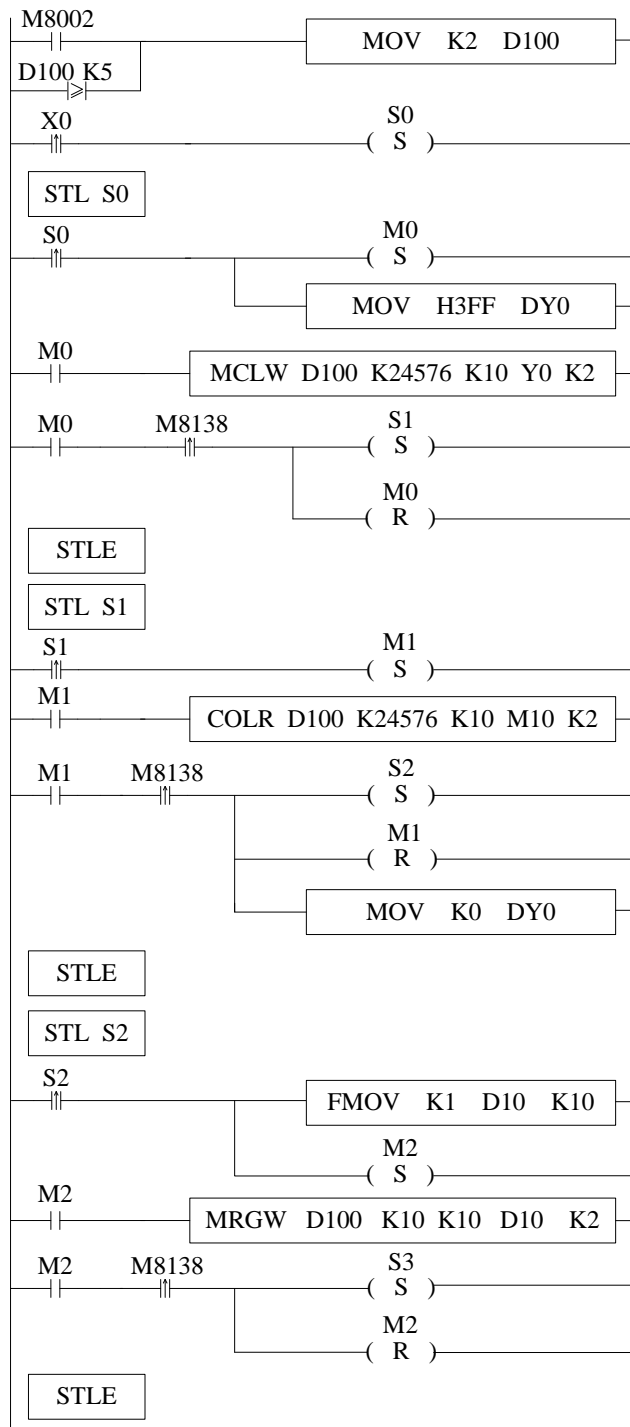 M8002
MOV K2 D100
D100 K5
⩾
X0
S0
( S )
STL S0
S0
M0
( S )
MOV H3FF DY0
M0
MCLW D100 K24576 K10 Y0 K2
M0
M8138
S1
( S )
M0
( R )
STLE
STL S1
S1
M1
( S )
M1
COLR D100 K24576 K10 M10 K2
M1
M8138
S2
( S )
M1
( R )
MOV K0 DY0
STLE
STL S2
S2
FMOV K1 D10 K10
M2
( S )
M2
MRGW D100 K10 K10 D10 K2
M2
M8138
S3
( S )
M2
( R )
STLE